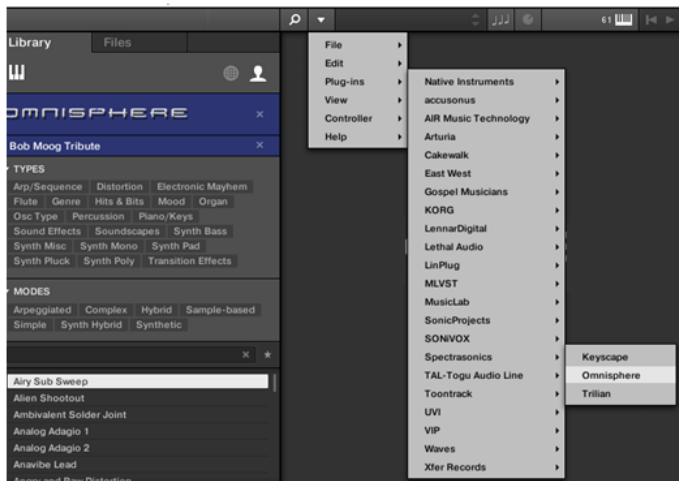 Library Files
61
OMNISPHERE ×
Bob Moog Tribute ×
TYPES
Arp/Sequence Distortion Electronic Mayhem
Flute Genre Hits & Bits Mood Organ
Osc Type Percussion Piano/Keys
Sound Effects Soundscapes Synth Bass
Synth Misc Synth Mono Synth Pad
Synth Pluck Synth Poly Transition Effects
MODES
Arpeggiated Complex Hybrid Sample-based
Simple Synth Hybrid Synthetic
×
Airy Sub Sweep
Alien Shootout
Ambivalent Solder Joint
Analog Adagio 1
Analog Adagio 2
Anavibe Lead
Angry and Raw Distortion
File
Edit
Plug-ins
View
Controller
Help
Native Instruments
accusonus
AIR Music Technology
Arturia
Cakewalk
East West
Gospel Musicians
KORG
LennarDigital
Lethal Audio
LinPlug
MLVST
MusicLab
SonicProjects
SONiVOX
Spectrasonics
TAL-Togu Audio Line
Toontrack
UVI
VIP
Waves
Xfer Records
Keyscape
Omnisphere
Trilian